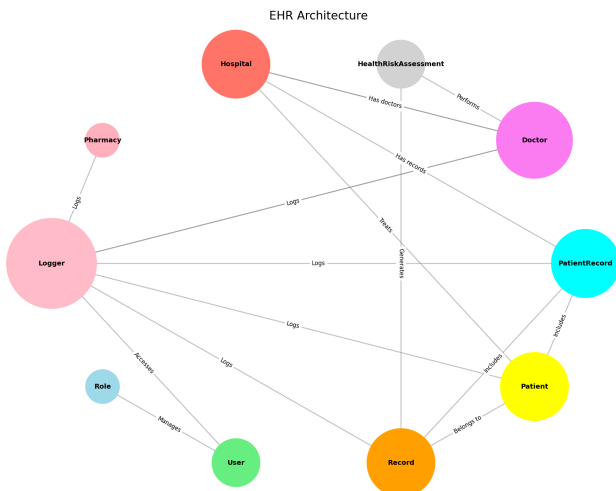 EHR Architecture
Hospital
HealthRiskAssessment
Has doctors
Performs
Pharmacy
Doctor
Has records
Logs
Logs
Treats
Logger
Logs
Generates
PatientRecord
Logs
Includes
Accesses
Logs
Includes
Role
Patient
Manages
Belongs to
User
Record